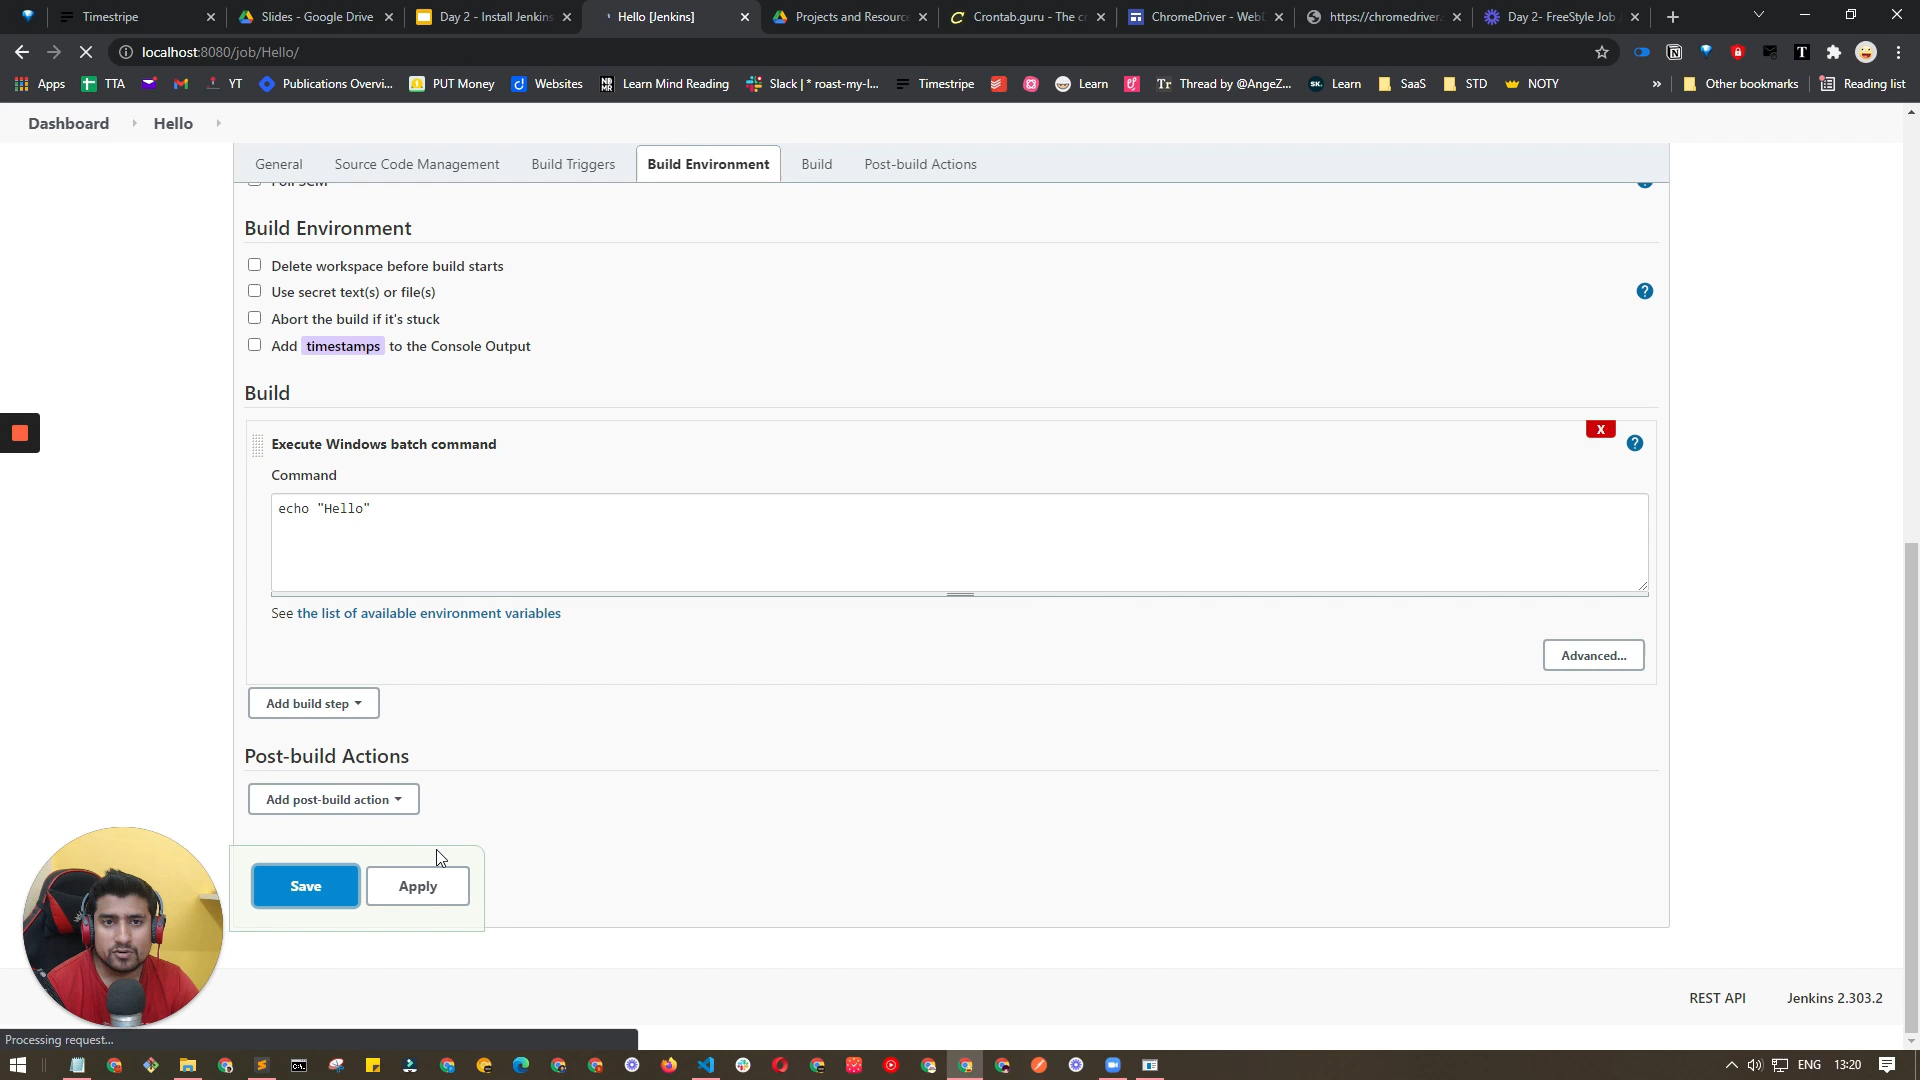 Timestripe
Slides - Google Drive
Day 2 - Install Jenkins
Hello [Jenkins]
Projects and Resource
Crontab.guru - The c
ChromeDriver - Web
https://chromedriver.
Day 2- FreeStyle Job
localhost:8080/job/Hello/
Apps
TTA
YT
Publications Overvi...
PUT Money
Websites
Learn Mind Reading
Slack | * roast-my-l...
Timestripe
Learn
Thread by @AngeZ...
Learn
SaaS
STD
NOTY
»
Other bookmarks
Reading list
Dashboard
Hello
General
Source Code Management
Build Triggers
Build Environment
Build
Post-build Actions
Poll SCM
Build Environment
Delete workspace before build starts
Use secret text(s) or file(s)
Abort the build if it's stuck
Add timestamps to the Console Output
Build
Execute Windows batch command
X
Command
echo "Hello"
See the list of available environment variables
Advanced...
Add build step
Post-build Actions
Add post-build action
Save
Apply
REST API
Jenkins 2.303.2
Processing request...
ENG
13:20